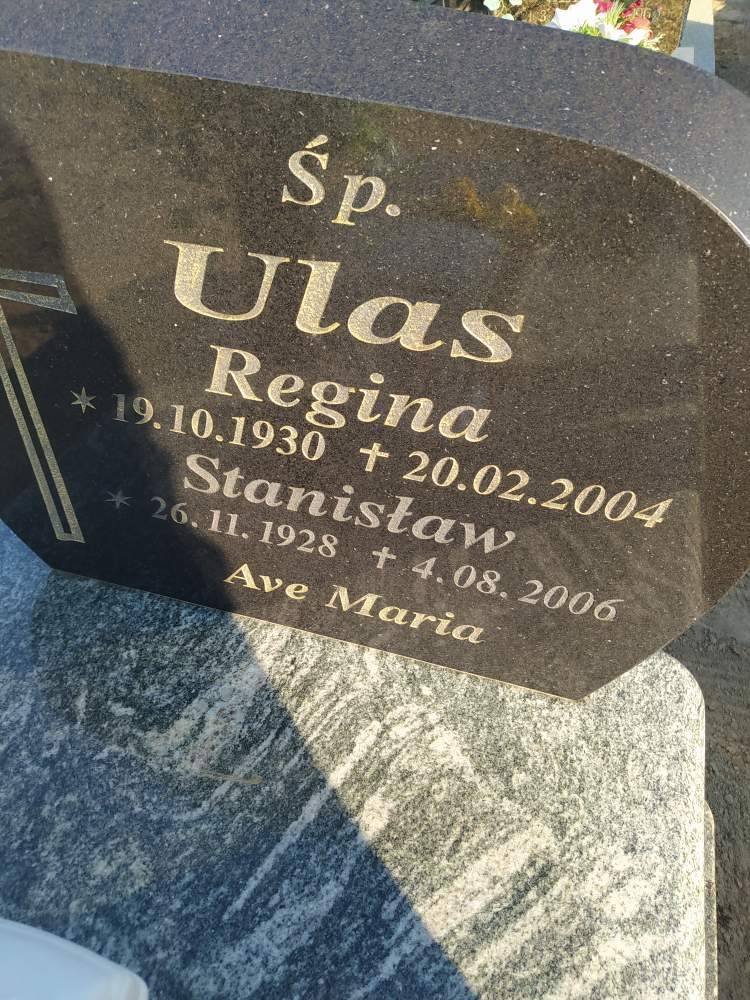 Śp.
Ulas
Regina
* 19.10.1930 † 20.02.2004
Stanisław
* 26.11.1928 † 4.08.2006
Ave Maria